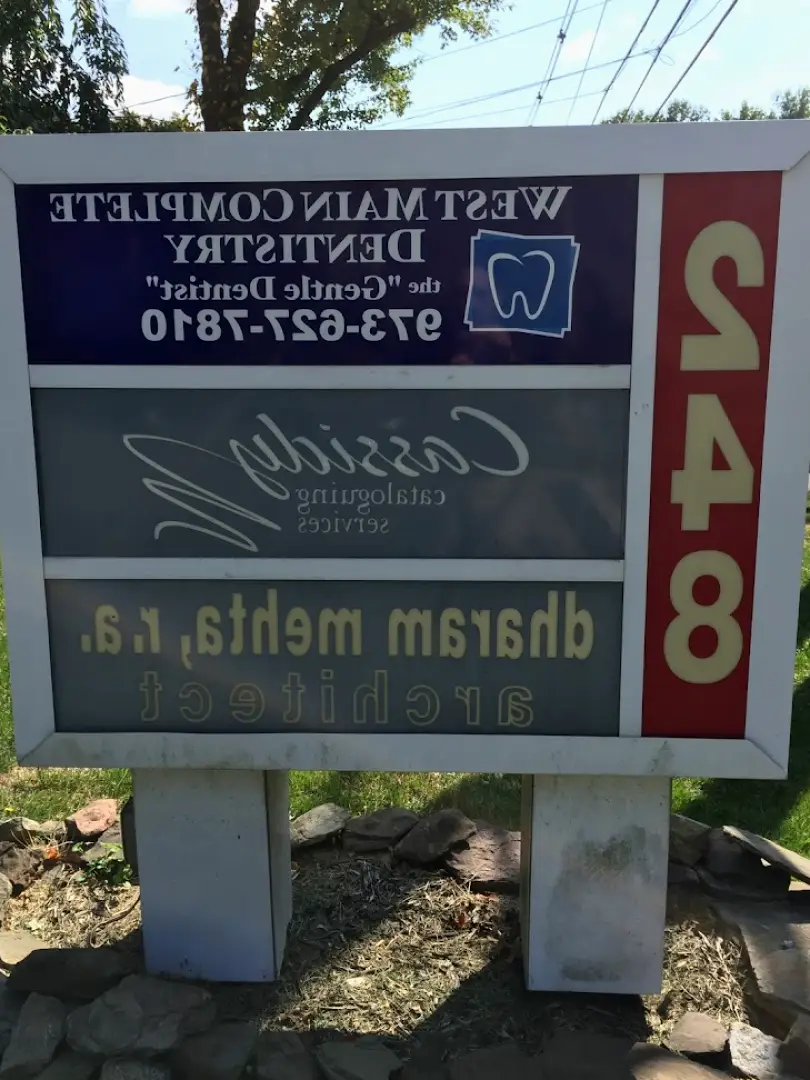 248
WEST MAIN COMPLETE
DENTISTRY
the "Gentle Dentist"
973-627-7810
Cassidy
cataloguing
services
dharam mehta, r.a.
architect